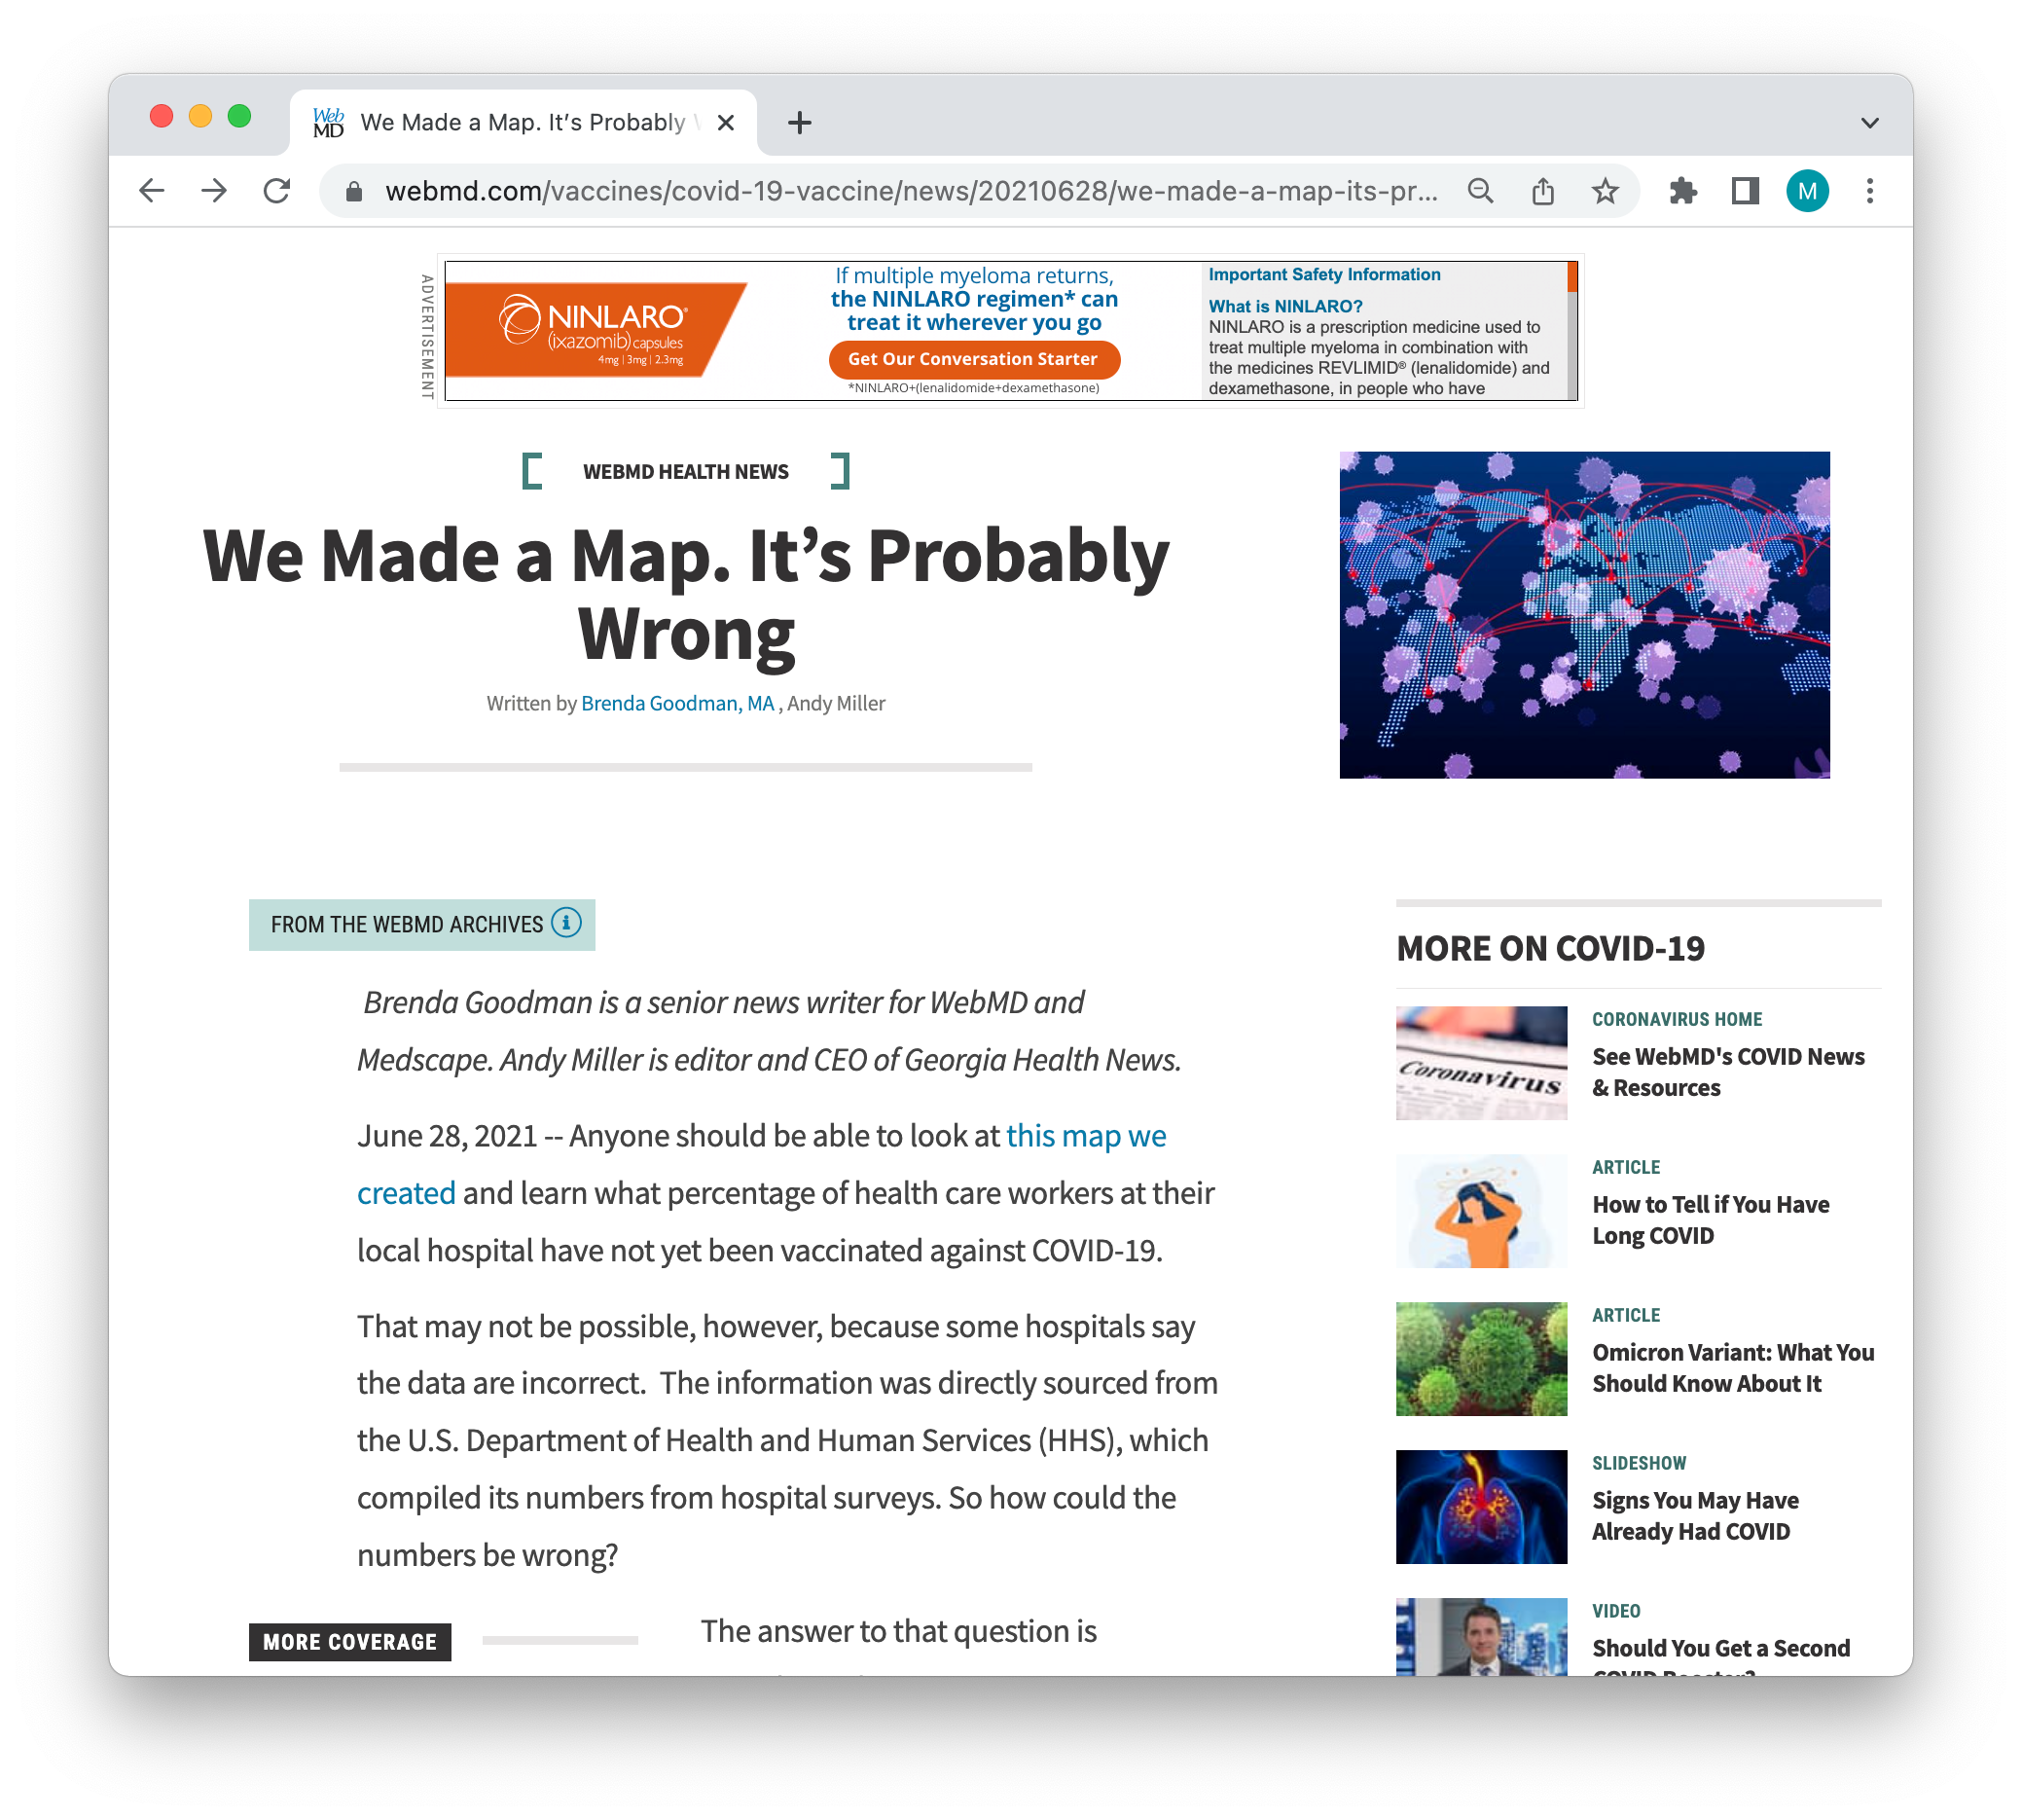 Web
MD
We Made a Map. It's Probably
webmd.com/vaccines/covid-19-vaccine/news/20210628/we-made-a-map-its-pr...
M
ADVERTISEMENT
NINLARO®
(ixazomib) capsules
4mg | 3mg | 2.3mg
If multiple myeloma returns,
the NINLARO regimen* can
treat it wherever you go
Get Our Conversation Starter
*NINLARO+(lenalidomide+dexamethasone)
Important Safety Information
What is NINLARO?
NINLARO is a prescription medicine used to
treat multiple myeloma in combination with
the medicines REVLIMID® (lenalidomide) and
dexamethasone, in people who have
WEBMD HEALTH NEWS
We Made a Map. It’s Probably
Wrong
Written by Brenda Goodman, MA , Andy Miller
FROM THE WEBMD ARCHIVES
Brenda Goodman is a senior news writer for WebMD and
Medscape. Andy Miller is editor and CEO of Georgia Health News.
June 28, 2021 -- Anyone should be able to look at this map we
created and learn what percentage of health care workers at their
local hospital have not yet been vaccinated against COVID-19.
That may not be possible, however, because some hospitals say
the data are incorrect.  The information was directly sourced from
the U.S. Department of Health and Human Services (HHS), which
compiled its numbers from hospital surveys. So how could the
numbers be wrong?
MORE COVERAGE
The answer to that question is
MORE ON COVID-19
Coronavirus
CORONAVIRUS HOME
See WebMD's COVID News
& Resources
ARTICLE
How to Tell if You Have
Long COVID
ARTICLE
Omicron Variant: What You
Should Know About It
SLIDESHOW
Signs You May Have
Already Had COVID
VIDEO
Should You Get a Second
COVID Booster?